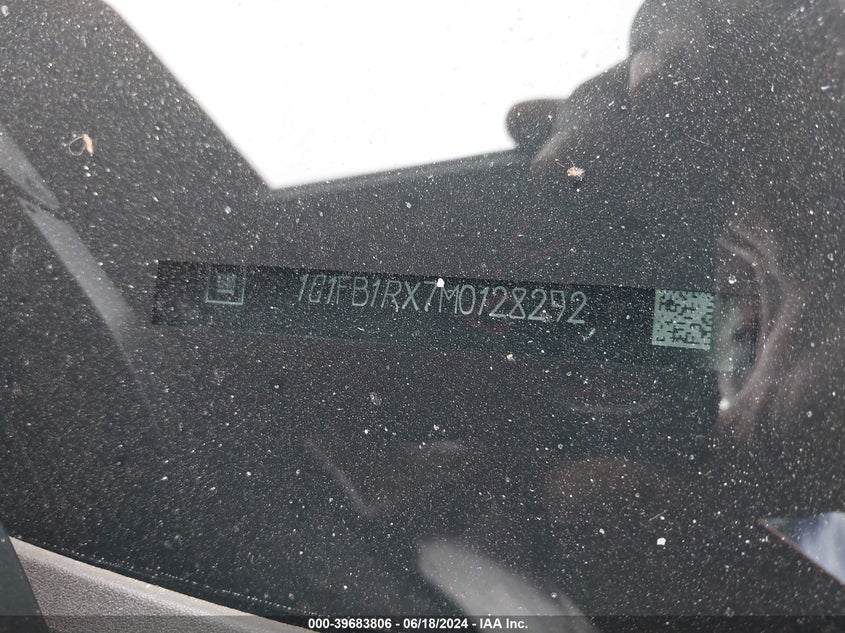 1G1FB1RX7M0128292
000-39683806 - 06/18/2024 - IAA Inc.